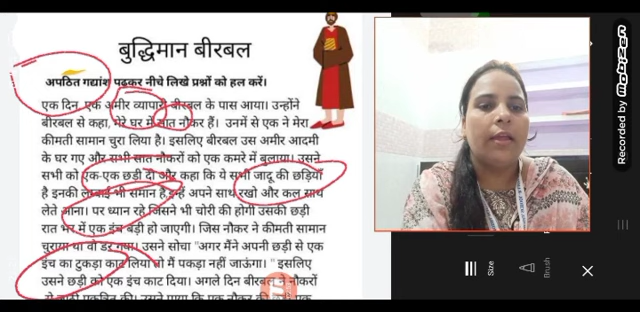 बुद्धिमान बीरबल
अपठित गद्यांश पढ़कर नीचे लिखे प्रश्नों को हल करें।
एक दिन, एक अमीर व्यापारी बीरबल के पास आया। उन्होंने
बीरबल से कहा, मेरे घर में सात नौकर हैं। उनमें से एक ने मेरा
कीमती सामान चुरा लिया है। इसलिए बीरबल उस अमीर आदमी
के घर गए और सभी सात नौकरों को एक कमरे में बुलाया। उसने
सभी को एक-एक छड़ी दी और कहा कि ये सभी जादू की छड़ियाँ
है इनकी लंबाई भी समान है इन्हें अपने साथ रखो और कल साथ
लेते आना। पर ध्यान रहे जिसने भी चोरी की होगी उसकी छड़ी
रात भर में एक इंच बड़ी हो जाएगी। जिस नौकर ने कीमती सामान
चुराया था वो डर गया। उसने सोचा "अगर मैंने अपनी छड़ी से एक
इंच का टुकड़ा काट लिया तो मैं पकड़ा नहीं जाऊंगा। " इसलिए
उसने छड़ी को एक इंच काट दिया। अगले दिन बीरबल ने नौकरों
Recorded by mobizen
Size
Brush